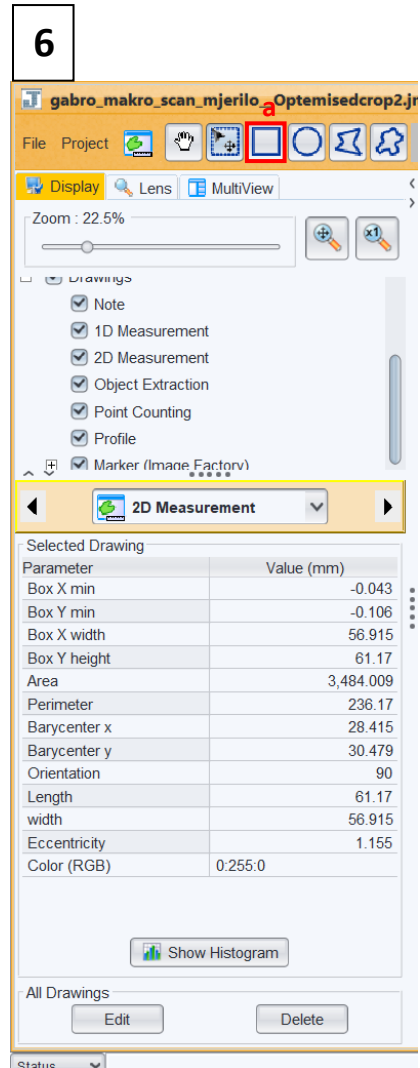 6
gabro_makro_scan_mjerilo_Optemisedcrop2.jr
a
File Project
Display Lens MultiView
Zoom : 22.5%
x1
Drawings
Note
1D Measurement
2D Measurement
Object Extraction
Point Counting
Profile
Marker (Image Factory)
2D Measurement
Selected Drawing
Parameter Value (mm)
Box X min -0.043
Box Y min -0.106
Box X width 56.915
Box Y height 61.17
Area 3,484.009
Perimeter 236.17
Barycenter x 28.415
Barycenter y 30.479
Orientation 90
Length 61.17
width 56.915
Eccentricity 1.155
Color (RGB) 0:255:0
Show Histogram
All Drawings
Edit Delete
Status